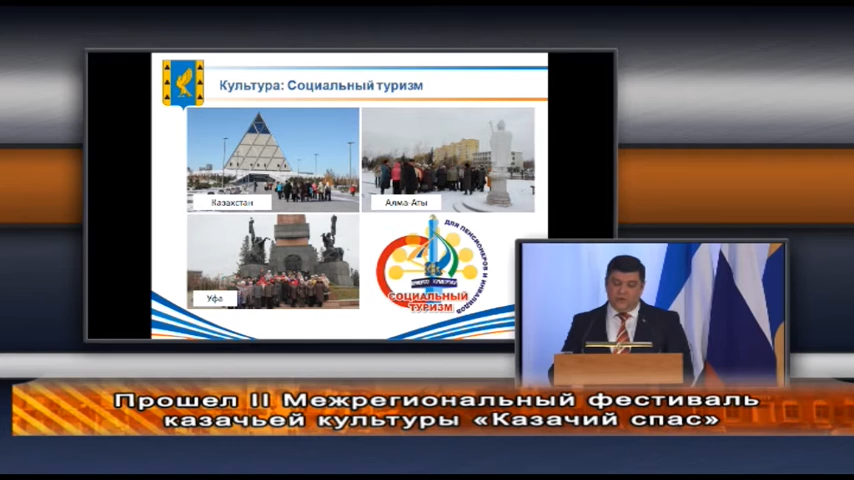 Культура: Социальный туризм
Казахстан
Алма-Аты
Уфа
ДЛЯ ПЕНСИОНЕРОВ И ИНВАЛИДОВ
СОЦИАЛЬНЫЙ
ТУРИЗМ
Прошел II Межрегиональный фестиваль
казачьей культуры «Казачий спас»